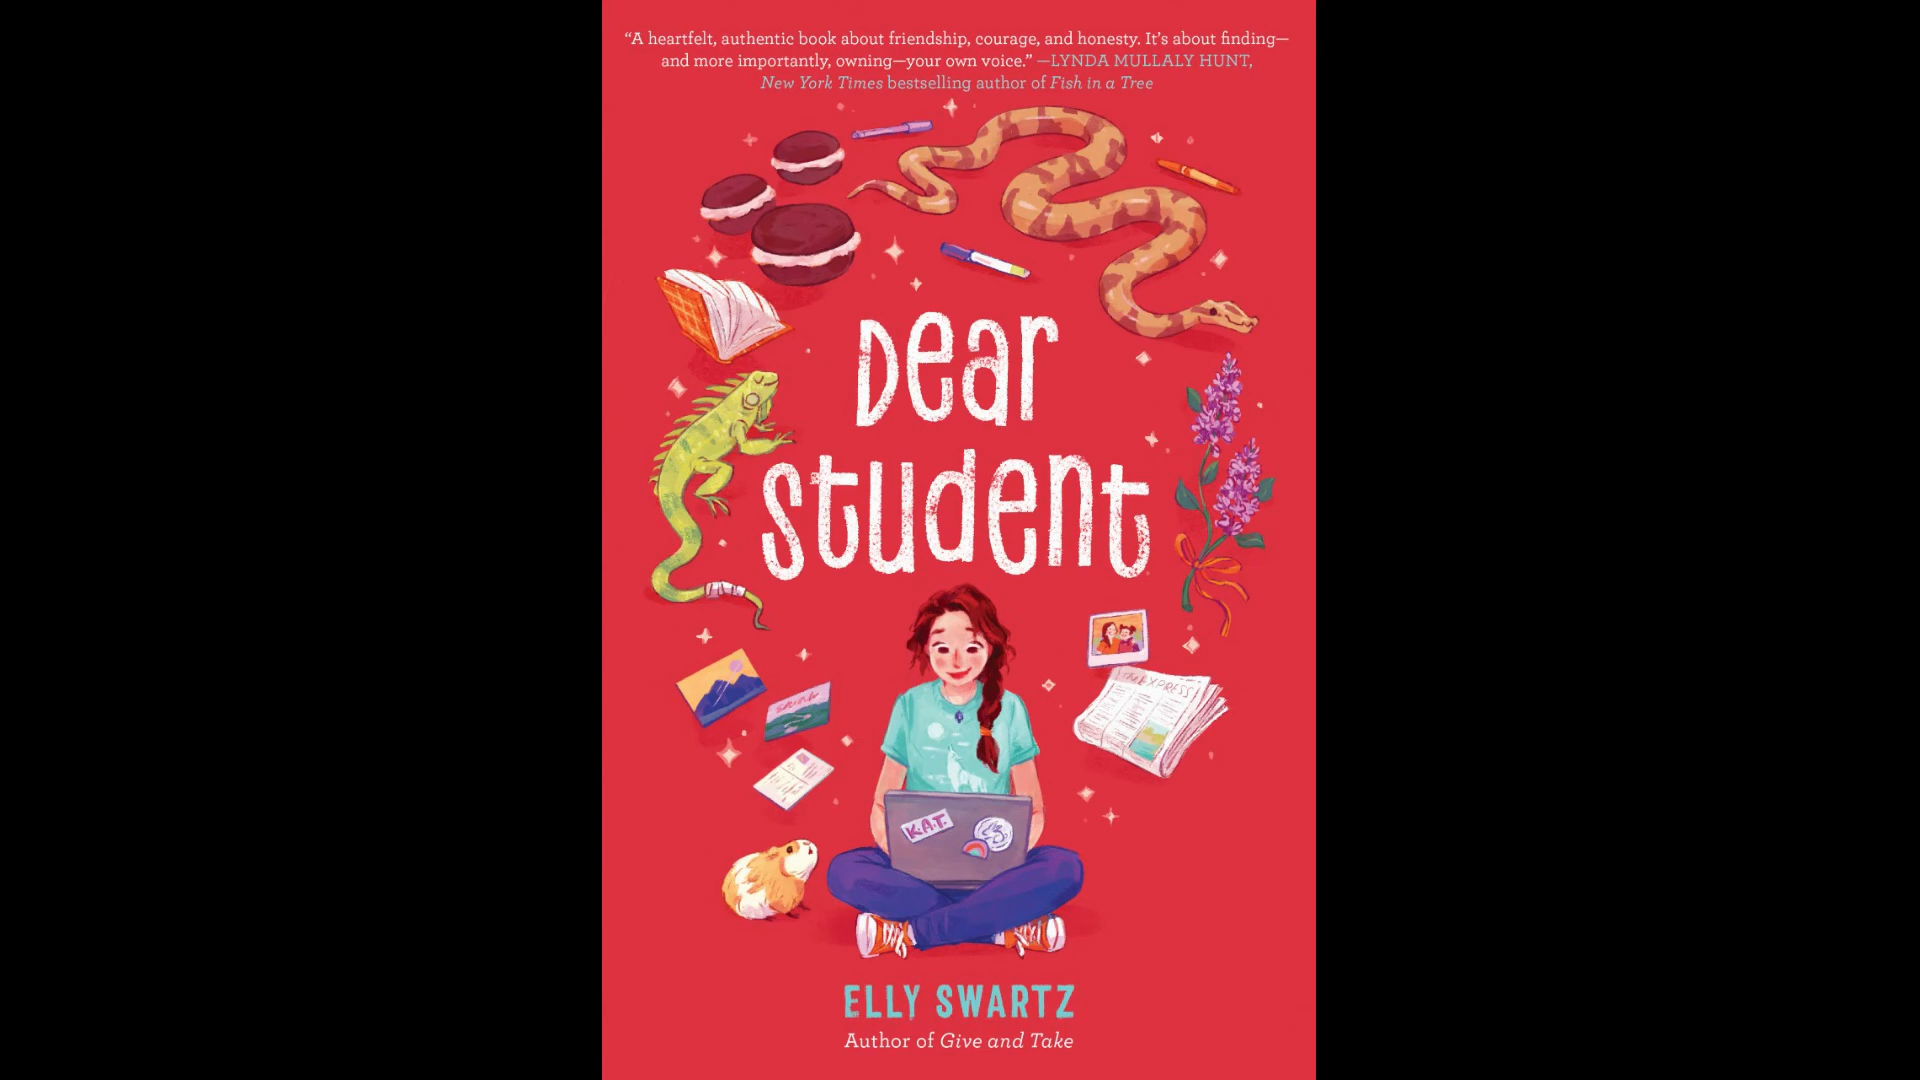 “A heartfelt, authentic book about friendship, courage, and honesty. It’s about finding—
and more importantly, owning—your own voice.” —LYNDA MULLALY HUNT,
New York Times bestselling author of Fish in a Tree
Dear
Student
THE EXPRESS
K.A.T.
ELLY SWARTZ
Author of Give and Take